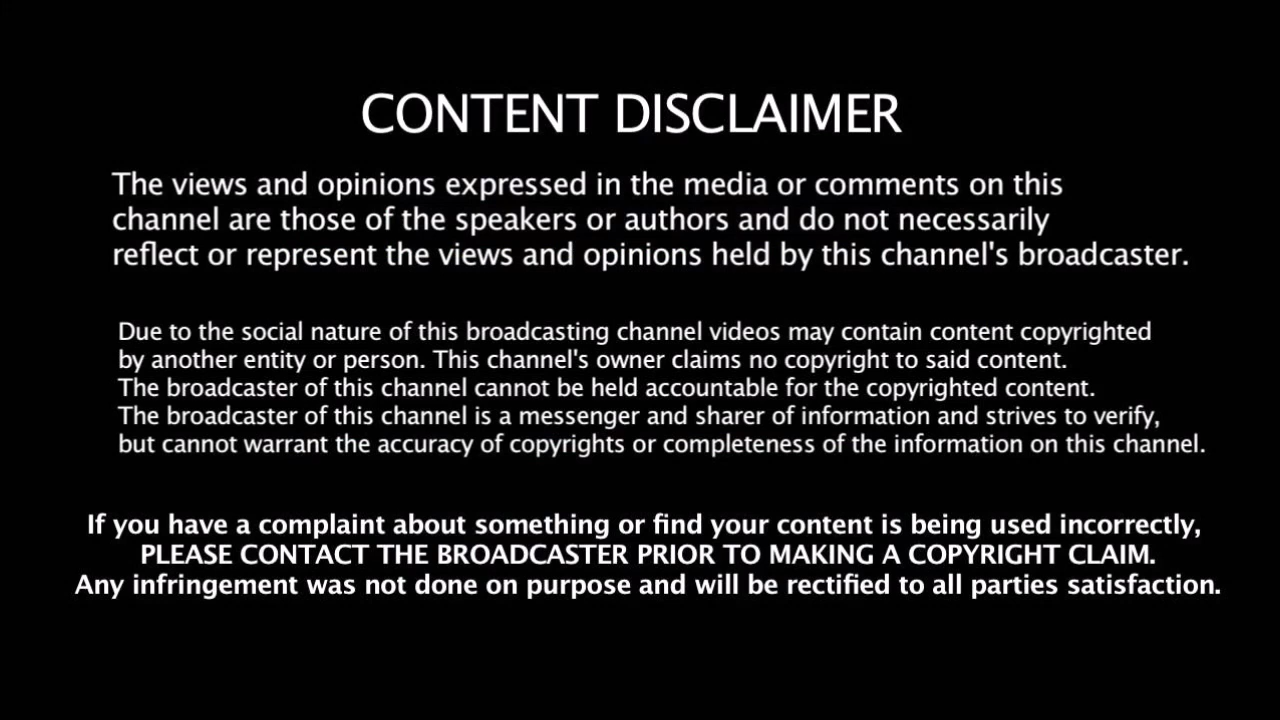 CONTENT DISCLAIMER
The views and opinions expressed in the media or comments on this
channel are those of the speakers or authors and do not necessarily
reflect or represent the views and opinions held by this channel's broadcaster.
Due to the social nature of this broadcasting channel videos may contain content copyrighted
by another entity or person. This channel's owner claims no copyright to said content.
The broadcaster of this channel cannot be held accountable for the copyrighted content.
The broadcaster of this channel is a messenger and sharer of information and strives to verify,
but cannot warrant the accuracy of copyrights or completeness of the information on this channel.
If you have a complaint about something or find your content is being used incorrectly,
PLEASE CONTACT THE BROADCASTER PRIOR TO MAKING A COPYRIGHT CLAIM.
Any infringement was not done on purpose and will be rectified to all parties satisfaction.